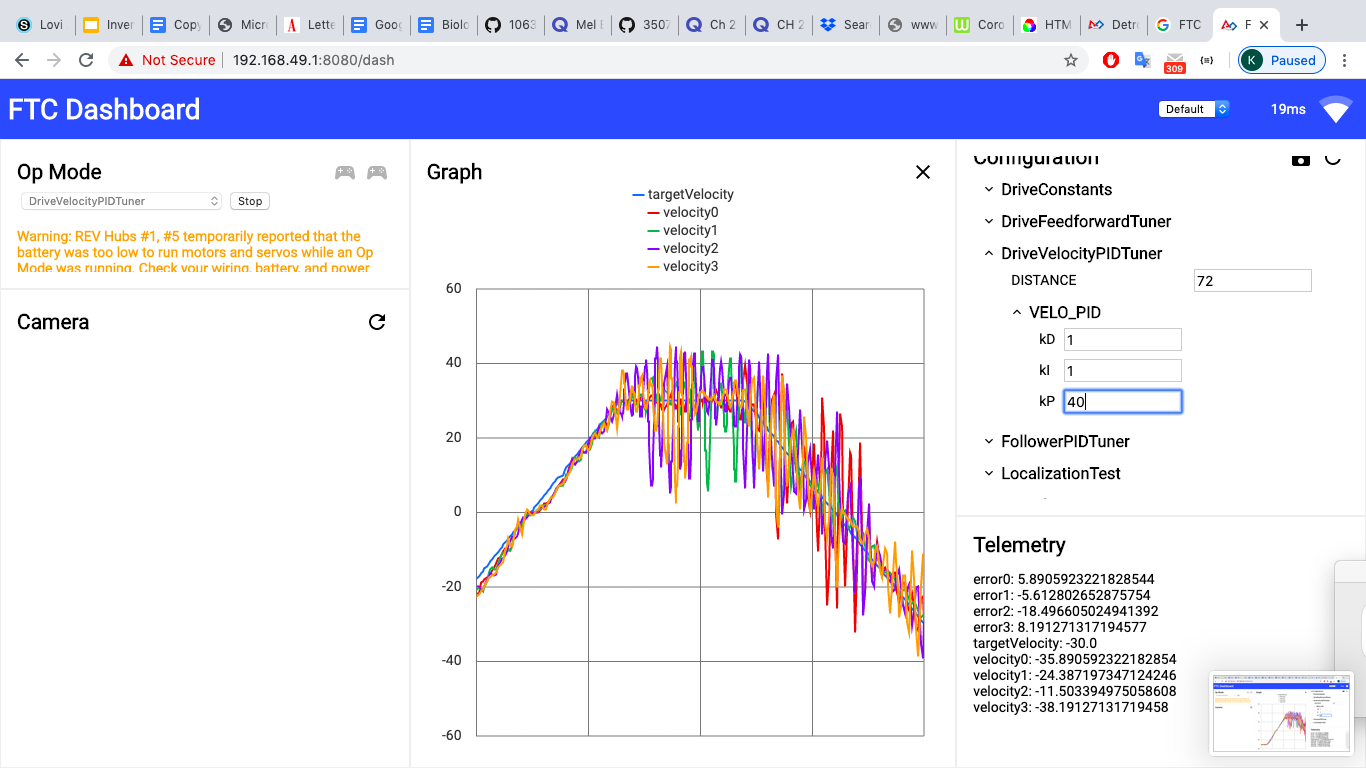 Lovi
Inver
Copy
Micro
Lette
Goog
Biolo
1063
Mel E
3507
Ch 2
CH 2
Sear
www
Coro
HTM
Detro
FTC
F
Not Secure
192.168.49.1:8080/dash
309
K
Paused
FTC Dashboard
Default
19ms
Op Mode
DriveVelocityPIDTuner
Stop
Warning: REV Hubs #1, #5 temporarily reported that the
battery was too low to run motors and servos while an Op
Mode was running. Check your wiring, battery, and power
Camera
Graph
targetVelocity
velocity0
velocity1
velocity2
velocity3
60
40
20
0
-20
-40
-60
Configuration
DriveConstants
DriveFeedforwardTuner
DriveVelocityPIDTuner
DISTANCE 72
VELO_PID
kD 1
kI 1
kP 40
FollowerPIDTuner
LocalizationTest
Telemetry
error0: 5.8905923221828544
error1: -5.612802652875754
error2: -18.496605024941392
error3: 8.191271317194577
targetVelocity: -30.0
velocity0: -35.890592322182854
velocity1: -24.387197347124246
velocity2: -11.503394975058608
velocity3: -38.19127131719458
FTC Dashboard